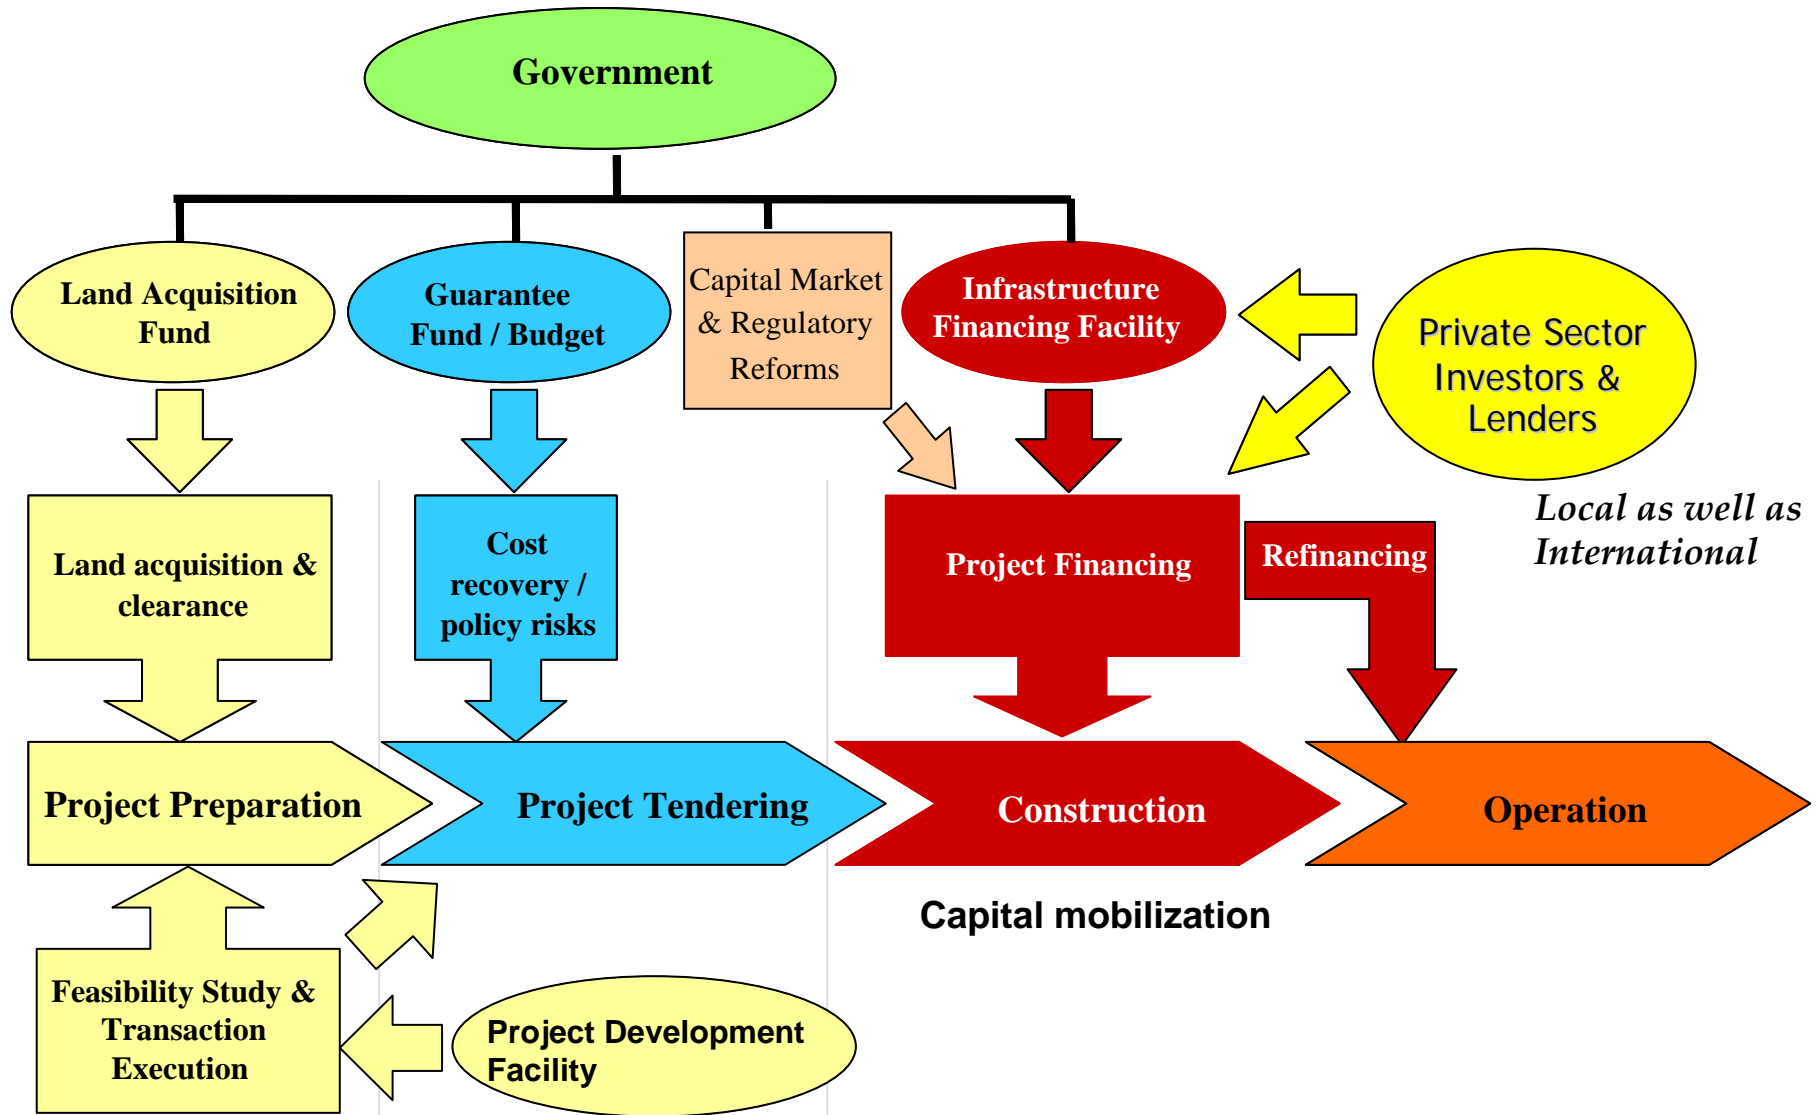 Government
Land Acquisition
Fund
Guarantee
Fund / Budget
Capital Market
& Regulatory
Reforms
Infrastructure
Financing Facility
Private Sector
Investors &
Lenders
Local as well as
International
Land acquisition &
clearance
Cost
recovery /
policy risks
Project Financing
Refinancing
Project Preparation
Project Tendering
Construction
Operation
Capital mobilization
Feasibility Study &
Transaction
Execution
Project Development
Facility